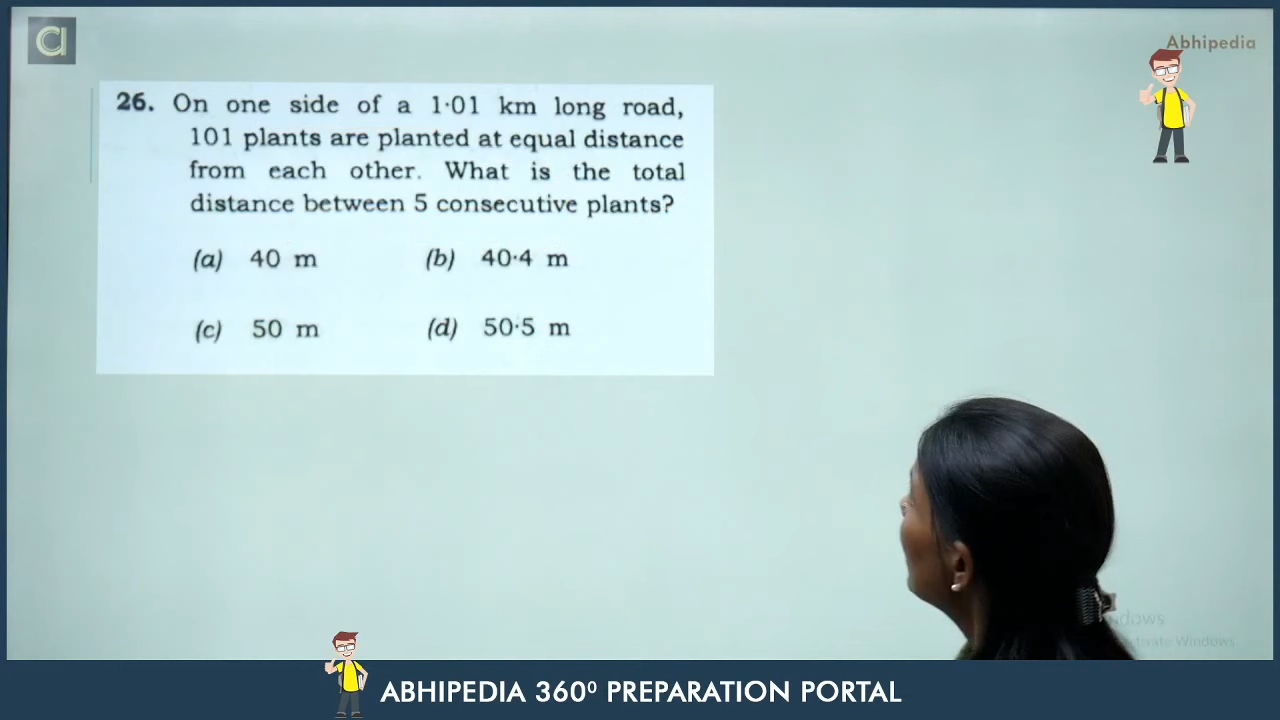 Abhipedia
26. On one side of a 1·01 km long road,
101 plants are planted at equal distance
from each other. What is the total
distance between 5 consecutive plants?
(a) 40 m (b) 40·4 m
(c) 50 m (d) 50·5 m
Windows
ABHIPEDIA 360⁰ PREPARATION PORTAL